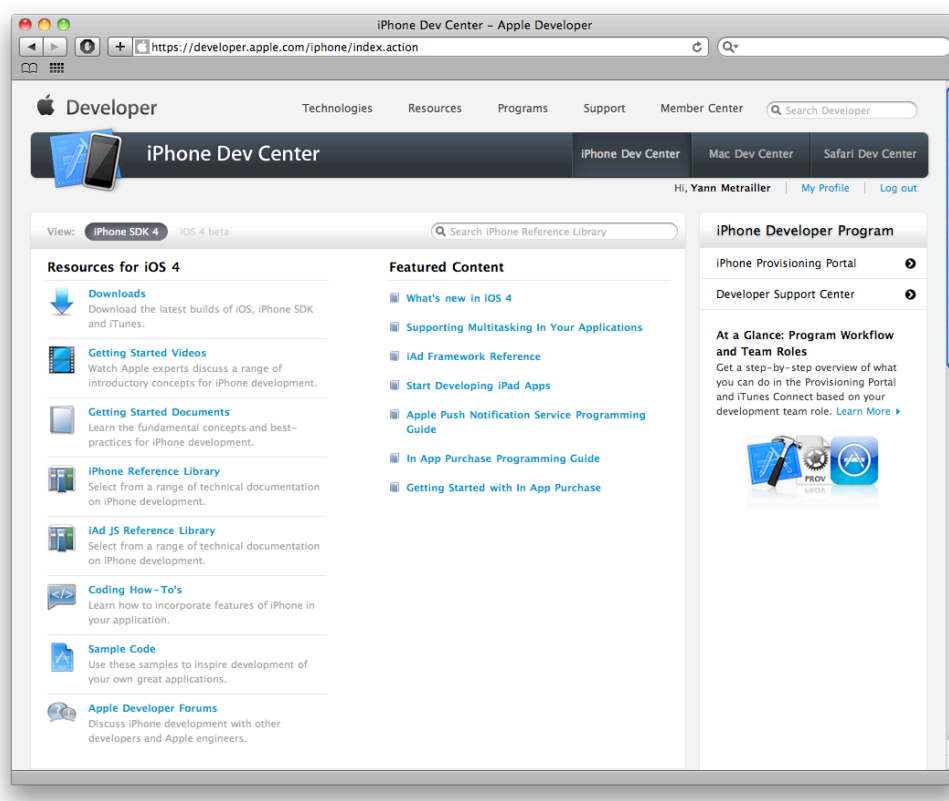 iPhone Dev Center – Apple Developer
https://developer.apple.com/iphone/index.action
Developer
Technologies
Resources
Programs
Support
Member Center
Search Developer
iPhone Dev Center
iPhone Dev Center
Mac Dev Center
Safari Dev Center
Hi, Yann Metrailler
My Profile
Log out
View:
iPhone SDK 4
iOS 4 beta
Search iPhone Reference Library
Resources for iOS 4
Downloads
Download the latest builds of iOS, iPhone SDK
and iTunes.
Getting Started Videos
Watch Apple experts discuss a range of
introductory concepts for iPhone development.
Getting Started Documents
Learn the fundamental concepts and best-
practices for iPhone development.
iPhone Reference Library
Select from a range of technical documentation
on iPhone development.
iAd JS Reference Library
Select from a range of technical documentation
on iPhone development.
Coding How-To's
Learn how to incorporate features of iPhone in
your application.
Sample Code
Use these samples to inspire development of
your own great applications.
Apple Developer Forums
Discuss iPhone development with other
developers and Apple engineers.
Featured Content
What's new in iOS 4
Supporting Multitasking In Your Applications
iAd Framework Reference
Start Developing iPad Apps
Apple Push Notification Service Programming
Guide
In App Purchase Programming Guide
Getting Started with In App Purchase
iPhone Developer Program
iPhone Provisioning Portal
Developer Support Center
At a Glance: Program Workflow
and Team Roles
Get a step-by-step overview of what
you can do in the Provisioning Portal
and iTunes Connect based on your
development team role. Learn More
PROV